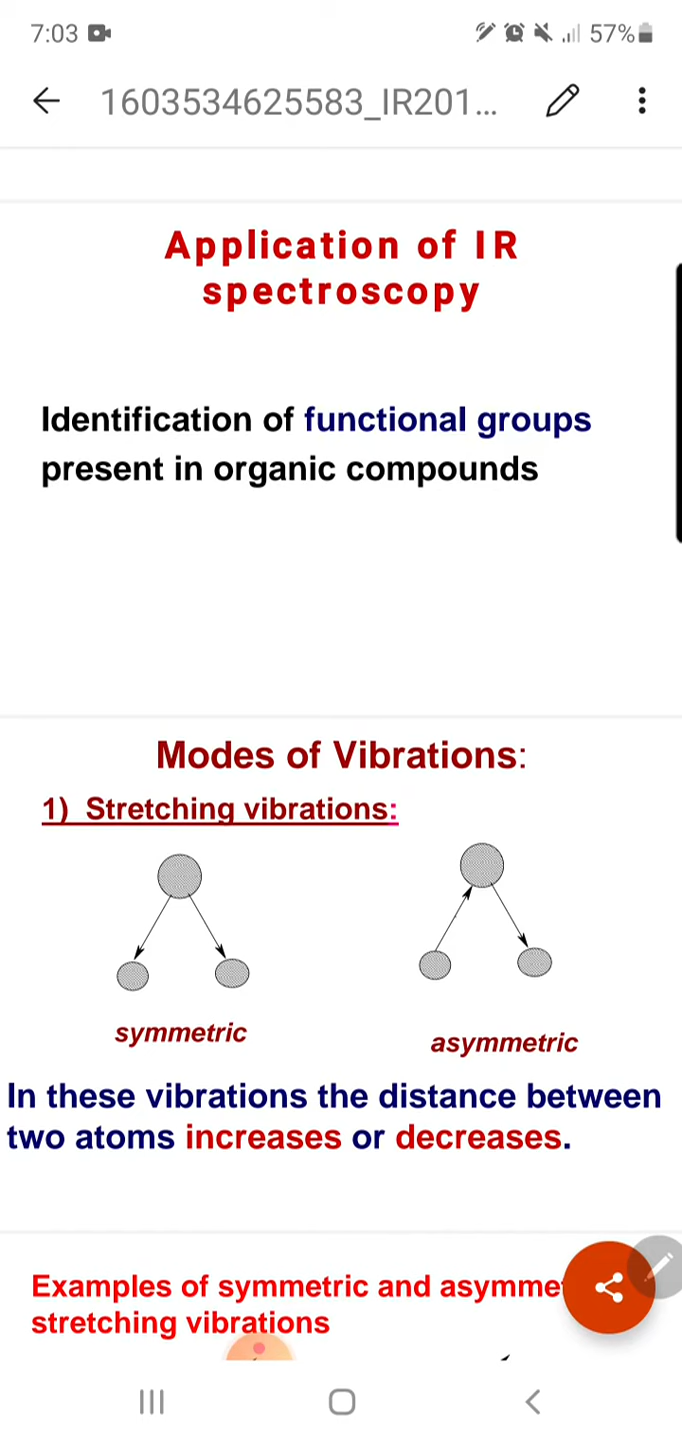 7:03
57%
1603534625583_IR201...
Application of IR
spectroscopy
Identification of functional groups
present in organic compounds
Modes of Vibrations:
1) Stretching vibrations:
symmetric
asymmetric
In these vibrations the distance between
two atoms increases or decreases.
Examples of symmetric and asymme
stretching vibrations